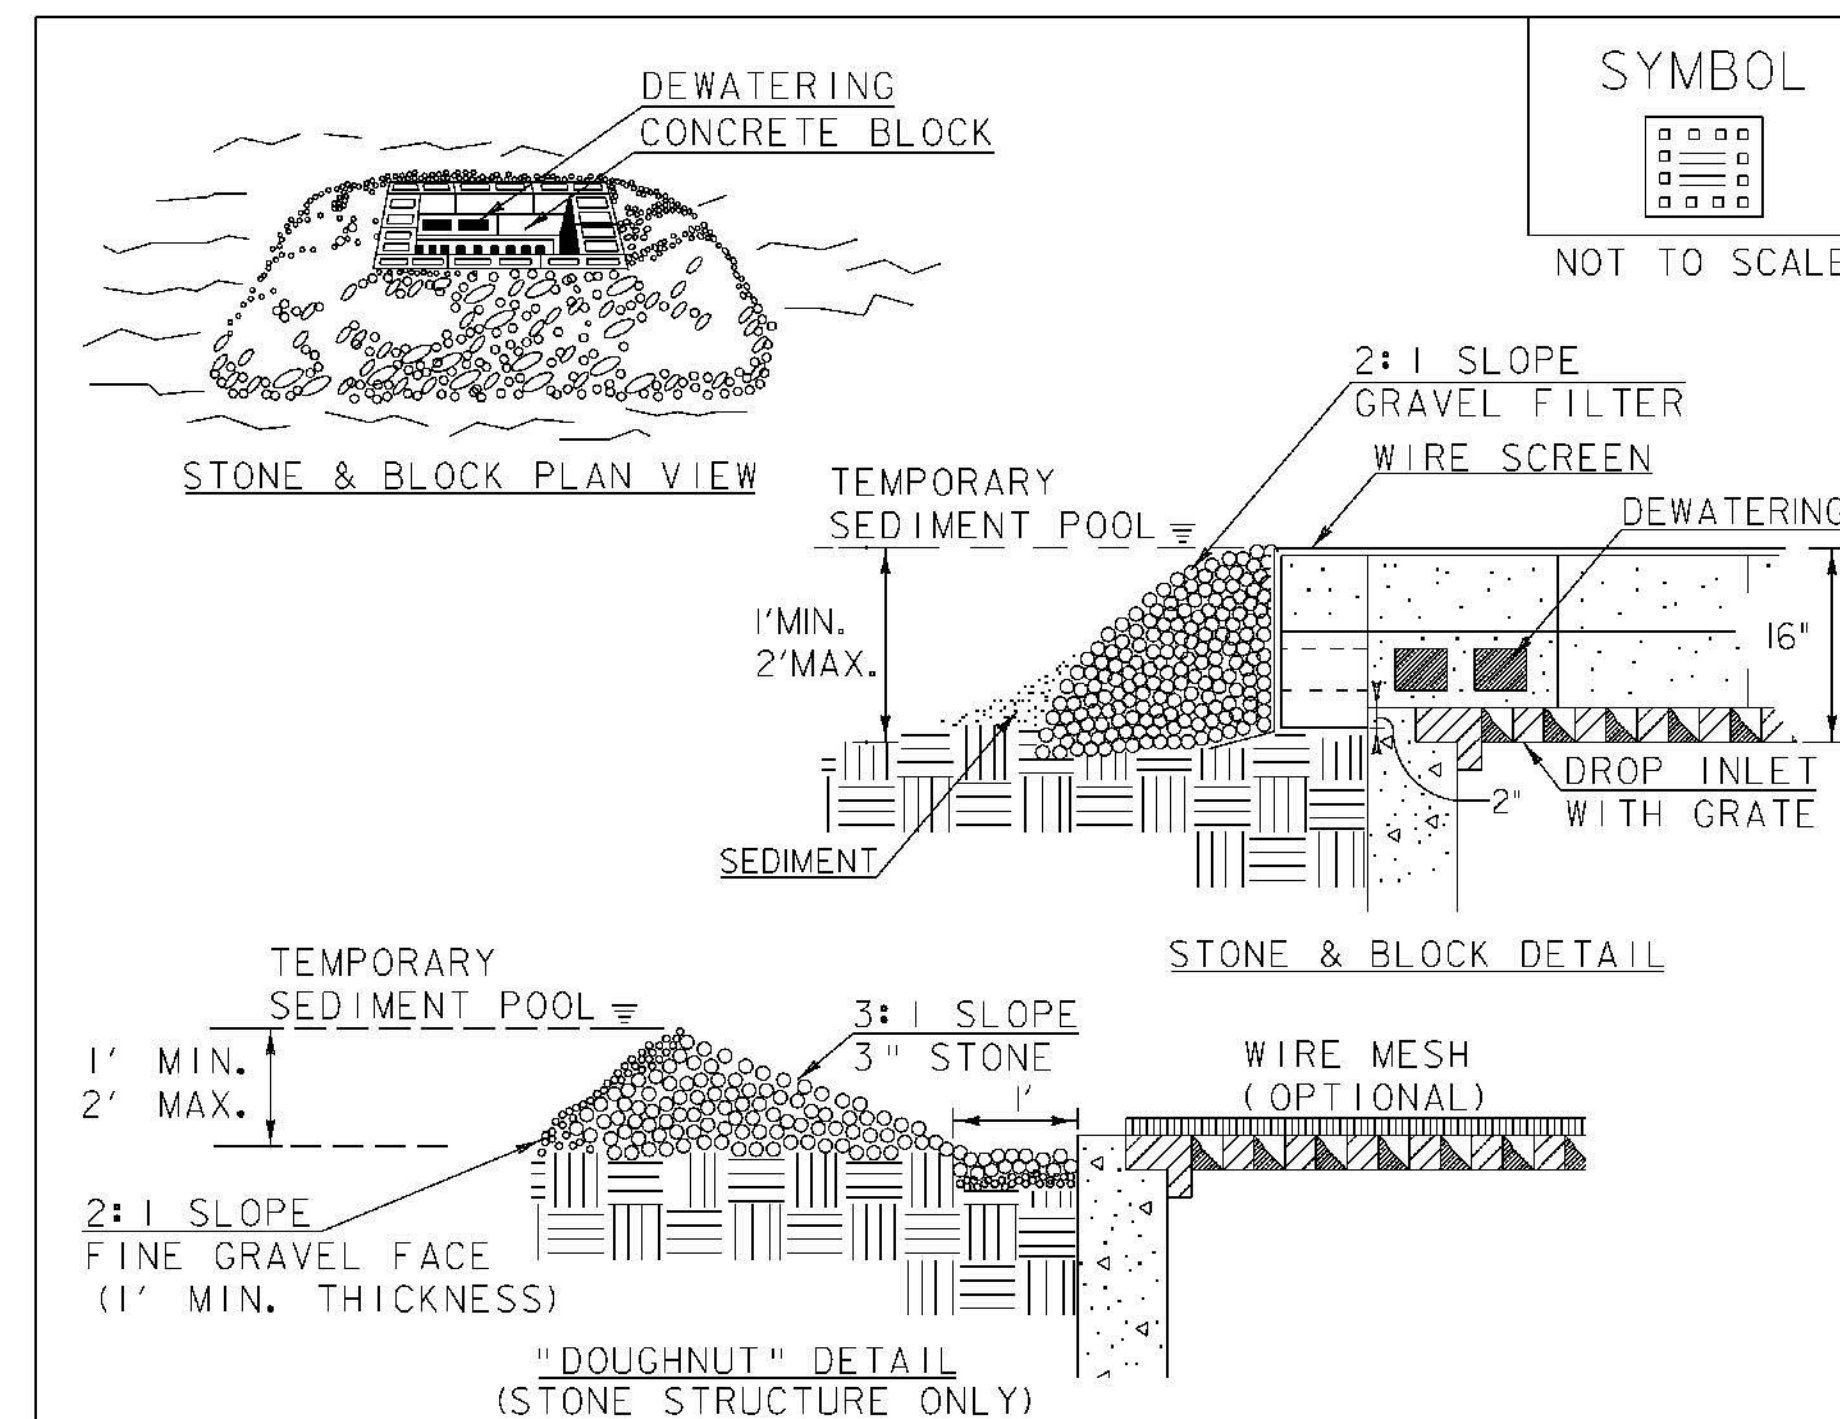 DEWATERING
CONCRETE BLOCK
SYMBOL
NOT TO SCALE
STONE & BLOCK PLAN VIEW
2:1 SLOPE
GRAVEL FILTER
WIRE SCREEN
TEMPORARY
SEDIMENT POOL
DEWATERING
1' MIN.
2' MAX.
16"
DROP INLET
WITH GRATE
2"
SEDIMENT
STONE & BLOCK DETAIL
TEMPORARY
SEDIMENT POOL
3:1 SLOPE
3" STONE
1'
WIRE MESH
(OPTIONAL)
1' MIN.
2' MAX.
2:1 SLOPE
FINE GRAVEL FACE
(1' MIN. THICKNESS)
"DOUGHNUT" DETAIL
(STONE STRUCTURE ONLY)